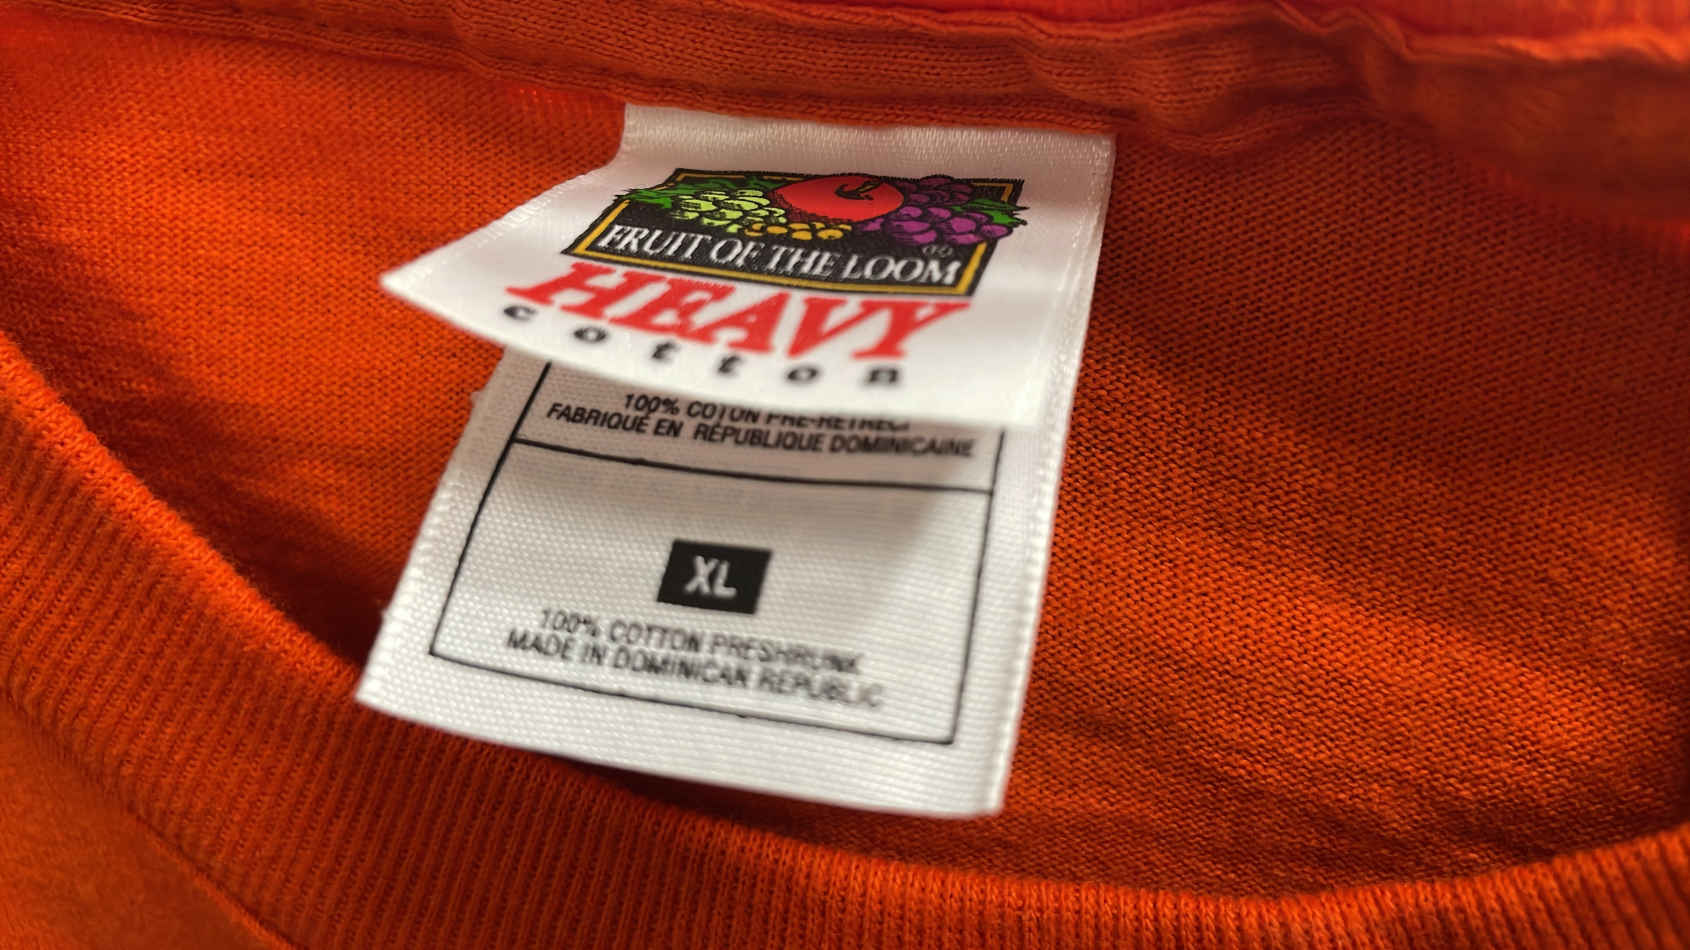 FRUIT OF THE LOOM
HEAVY
cotton
100% COTON PRE-RETRECI
FABRIQUÉ EN RÉPUBLIQUE DOMINICAINE
XL
100% COTTON PRESHRUNK
MADE IN DOMINICAN REPUBLIC